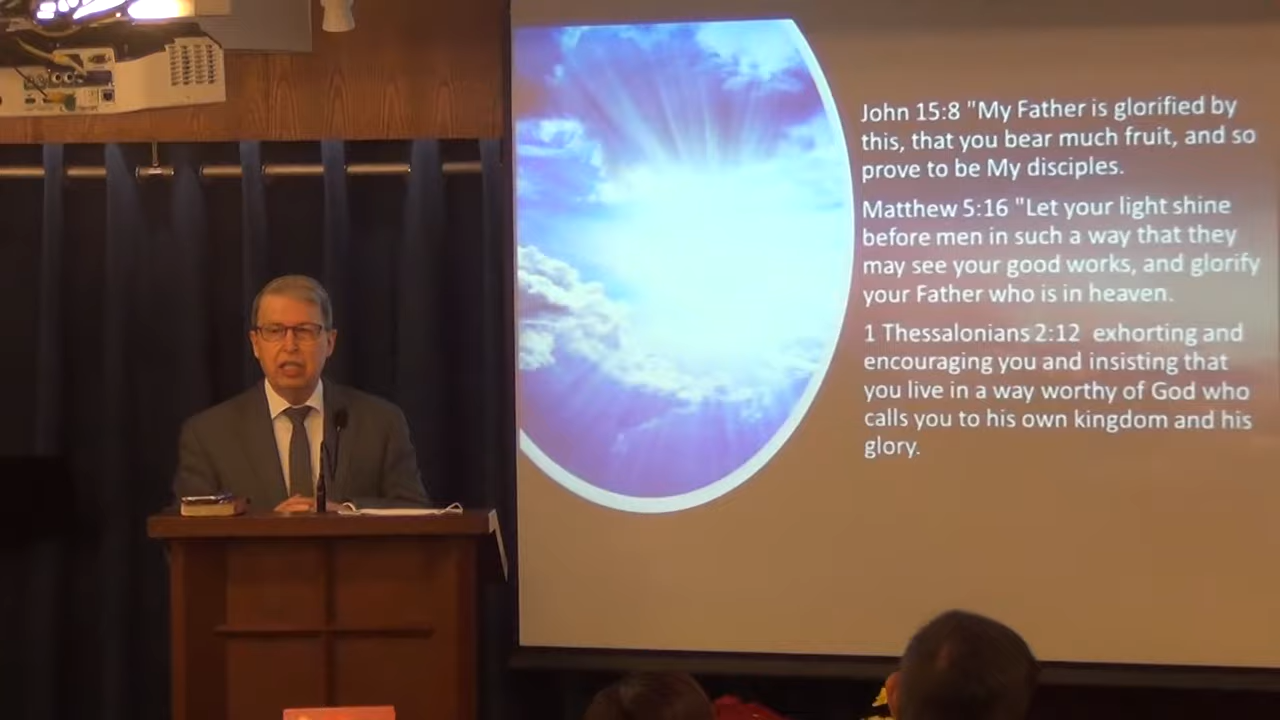 John 15:8 "My Father is glorified by
this, that you bear much fruit, and so
prove to be My disciples.
Matthew 5:16 "Let your light shine
before men in such a way that they
may see your good works, and glorify
your Father who is in heaven.
1 Thessalonians 2:12 exhorting and
encouraging you and insisting that
you live in a way worthy of God who
calls you to his own kingdom and his
glory.